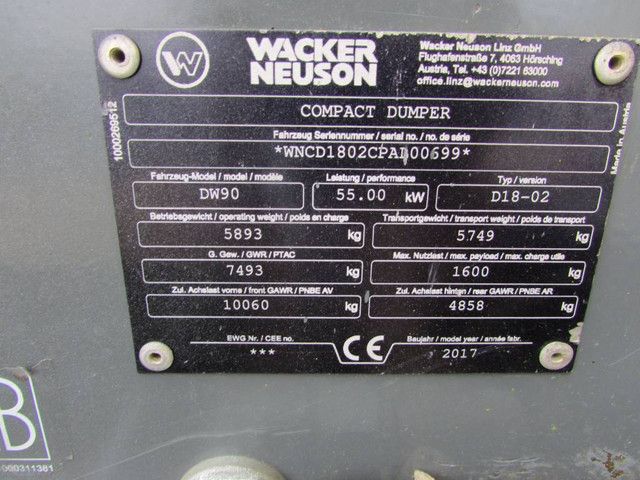 W
WACKER
NEUSON
Wacker Neuson Linz GmbH
Flughafenstraße 7, 4063 Hörsching
Austria, Tel. +43 (0)7221 63000
office.linz@wackerneuson.com
COMPACT DUMPER
Fahrzeug Seriennummer / serial no. / no. de série
*WNCD1802CPAL00699*
Fahrzeug-Model / model / modèle
Leistung / performance
Typ / version
DW90
55.00 kW
D18-02
Betriebsgewicht / operating weight / poids en charge
Transportgewicht / transport weight / poids de transport
5893 kg
5749 kg
G. Gew. / GWR / PTAC
Max. Nutzlast / max. payload / max. charge utile
7493 kg
1600 kg
Zul. Achslast vorne / front GAWR / PNBE AV
Zul. Achslast hinten / rear GAWR / PNBE AR
10060 kg
4858 kg
EWG Nr. / CEE no.
CE
Baujahr / model year / année fabr.
***
2017
1000269512
Made in Austria
B
1000311361